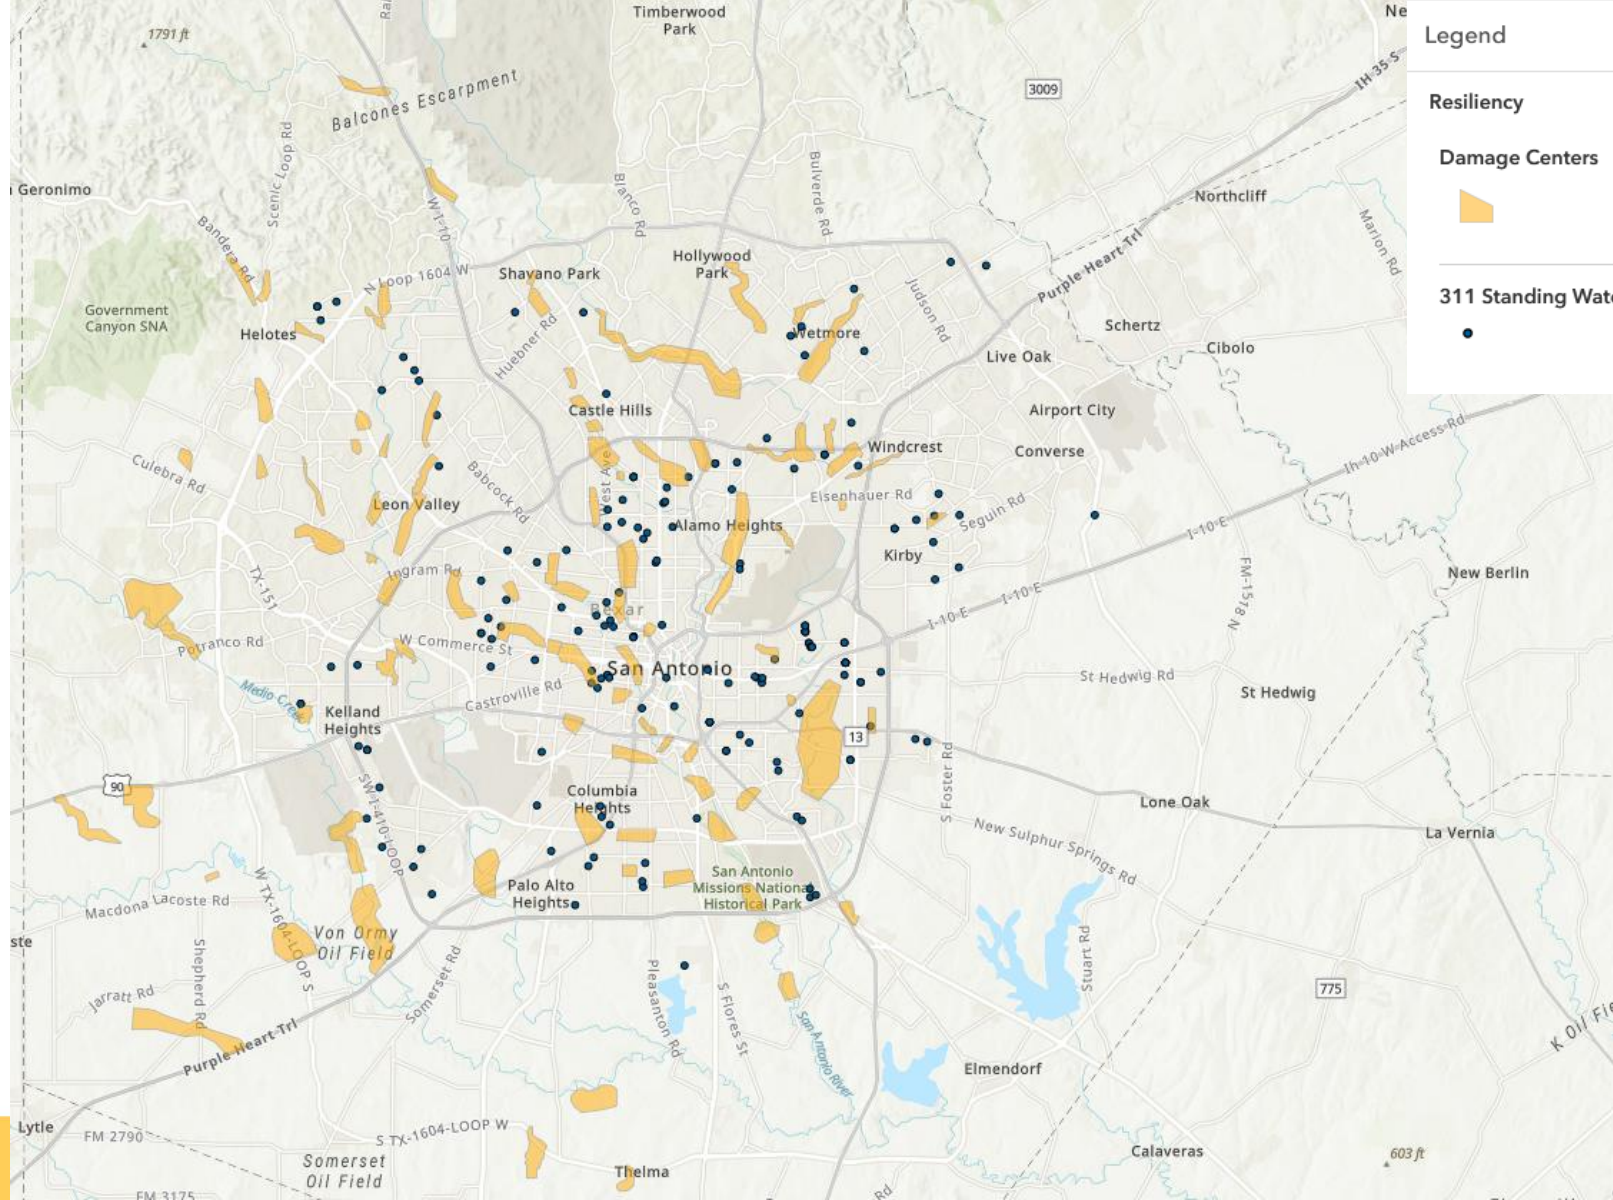 Timberwood
Park
1791 ft
Balcones Escarpment
3009
IH 35 S
Legend
Resiliency
Damage Centers
311 Standing Wate
Geronimo
Scenic Loop Rd
Bandera Rd
W I-10
Blanco Rd
Bulverde Rd
Northcliff
Marion Rd
Purple Heart Trl
N Loop 1604 W
Shavano Park
Hollywood
Park
Judson Rd
Government
Canyon SNA
Helotes
Huebner Rd
Wetmore
Schertz
Live Oak
Cibolo
Castle Hills
Airport City
Windcrest
Converse
Culebra Rd
Babcock Rd
West Ave
Ih 10 W Access Rd
Leon Valley
Eisenhauer Rd
Seguin Rd
Alamo Heights
I-10 E
Kirby
TX-151
Ingram Rd
New Berlin
FM-1518 N
I-10 E
Bexar
I-10 E
Potranco Rd
W Commerce St
San Antonio
St Hedwig Rd
St Hedwig
Medio Creek
Castroville Rd
Kelland
Heights
13
90
SW I-410-LOOP
Columbia
Heights
S Foster Rd
Lone Oak
New Sulphur Springs Rd
La Vernia
San Antonio
Missions National
Historical Park
Palo Alto
Heights
Macdona Lacoste Rd
W TX-1604-LOOP S
Von Ormy
Oil Field
ste
Shepherd Rd
Somerset Rd
Pleasanton Rd
S Flores St
Stuart Rd
775
Jarratt Rd
Purple Heart Trl
San Antonio River
K Oil Fie
Elmendorf
Lytle
FM 2790
S TX-1604-LOOP W
Somerset
Oil Field
Thelma
Calaveras
603 ft
FM 3175
Rd